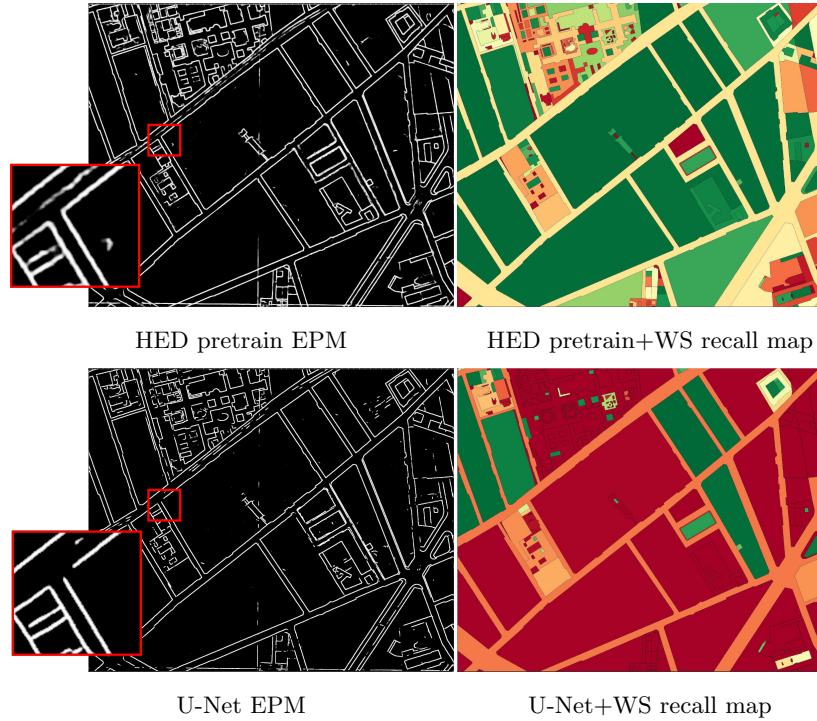 HED pretrain EPM
HED pretrain+WS recall map
U-Net EPM
U-Net+WS recall map